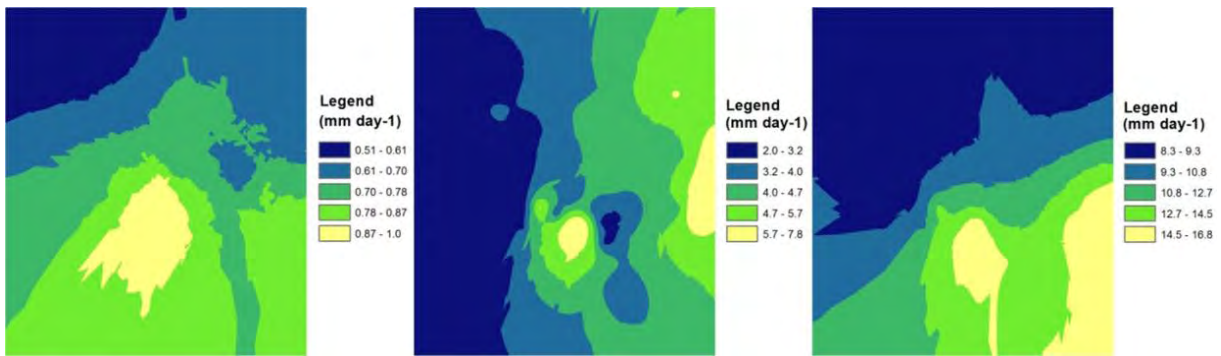 Legend
(mm day-1)
0.51 - 0.61
0.61 - 0.70
0.70 - 0.78
0.78 - 0.87
0.87 - 1.0
Legend
(mm day-1)
2.0 - 3.2
3.2 - 4.0
4.0 - 4.7
4.7 - 5.7
5.7 - 7.8
Legend
(mm day-1)
8.3 - 9.3
9.3 - 10.8
10.8 - 12.7
12.7 - 14.5
14.5 - 16.8